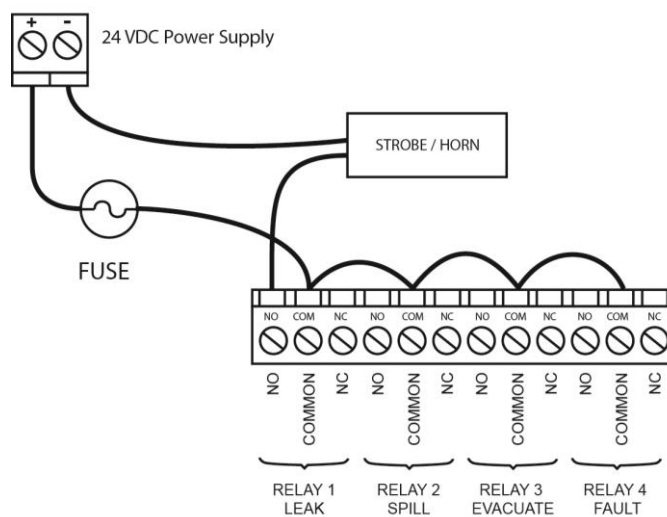 + -
24 VDC Power Supply
STROBE / HORN
FUSE
NO COM NC NO COM NC NO COM NC NO COM NC
NO COMMON NC NO COMMON NC NO COMMON NC NO COMMON NC
RELAY 1 RELAY 2 RELAY 3 RELAY 4
LEAK SPILL EVACUATE FAULT